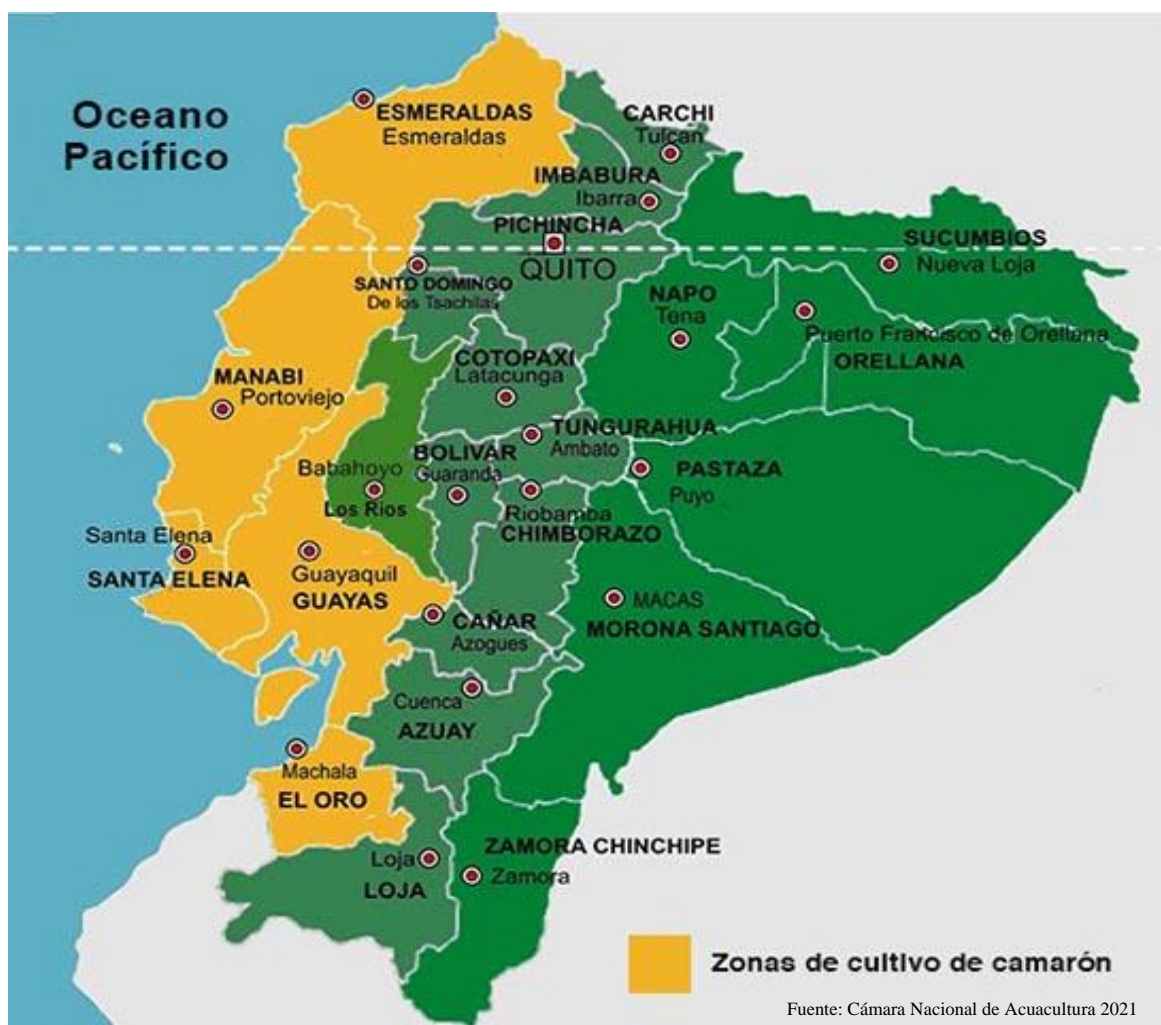 Oceano
Pacífico
ESMERALDAS
Esmeraldas
CARCHI
Tulcan
IMBABURA
Ibarra
PICHINCHA
QUITO
SUCUMBIOS
Nueva Loja
SANTO DOMINGO
De los Tsachilas
NAPO
Tena
Puerto Francisco de Orellana
ORELLANA
COTOPAXI
Latacunga
MANABI
Portoviejo
TUNGURAHUA
Ambato
BOLIVAR
Guaranda
Babahoyo
Los Rios
PASTAZA
Puyo
Riobamba
CHIMBORAZO
Santa Elena
SANTA ELENA
Guayaquil
GUAYAS
MACAS
MORONA SANTIAGO
CAÑAR
Azogues
Cuenca
AZUAY
Machala
EL ORO
ZAMORA CHINCHIPE
Zamora
Loja
LOJA
Zonas de cultivo de camarón
Fuente: Cámara Nacional de Acuacultura 2021